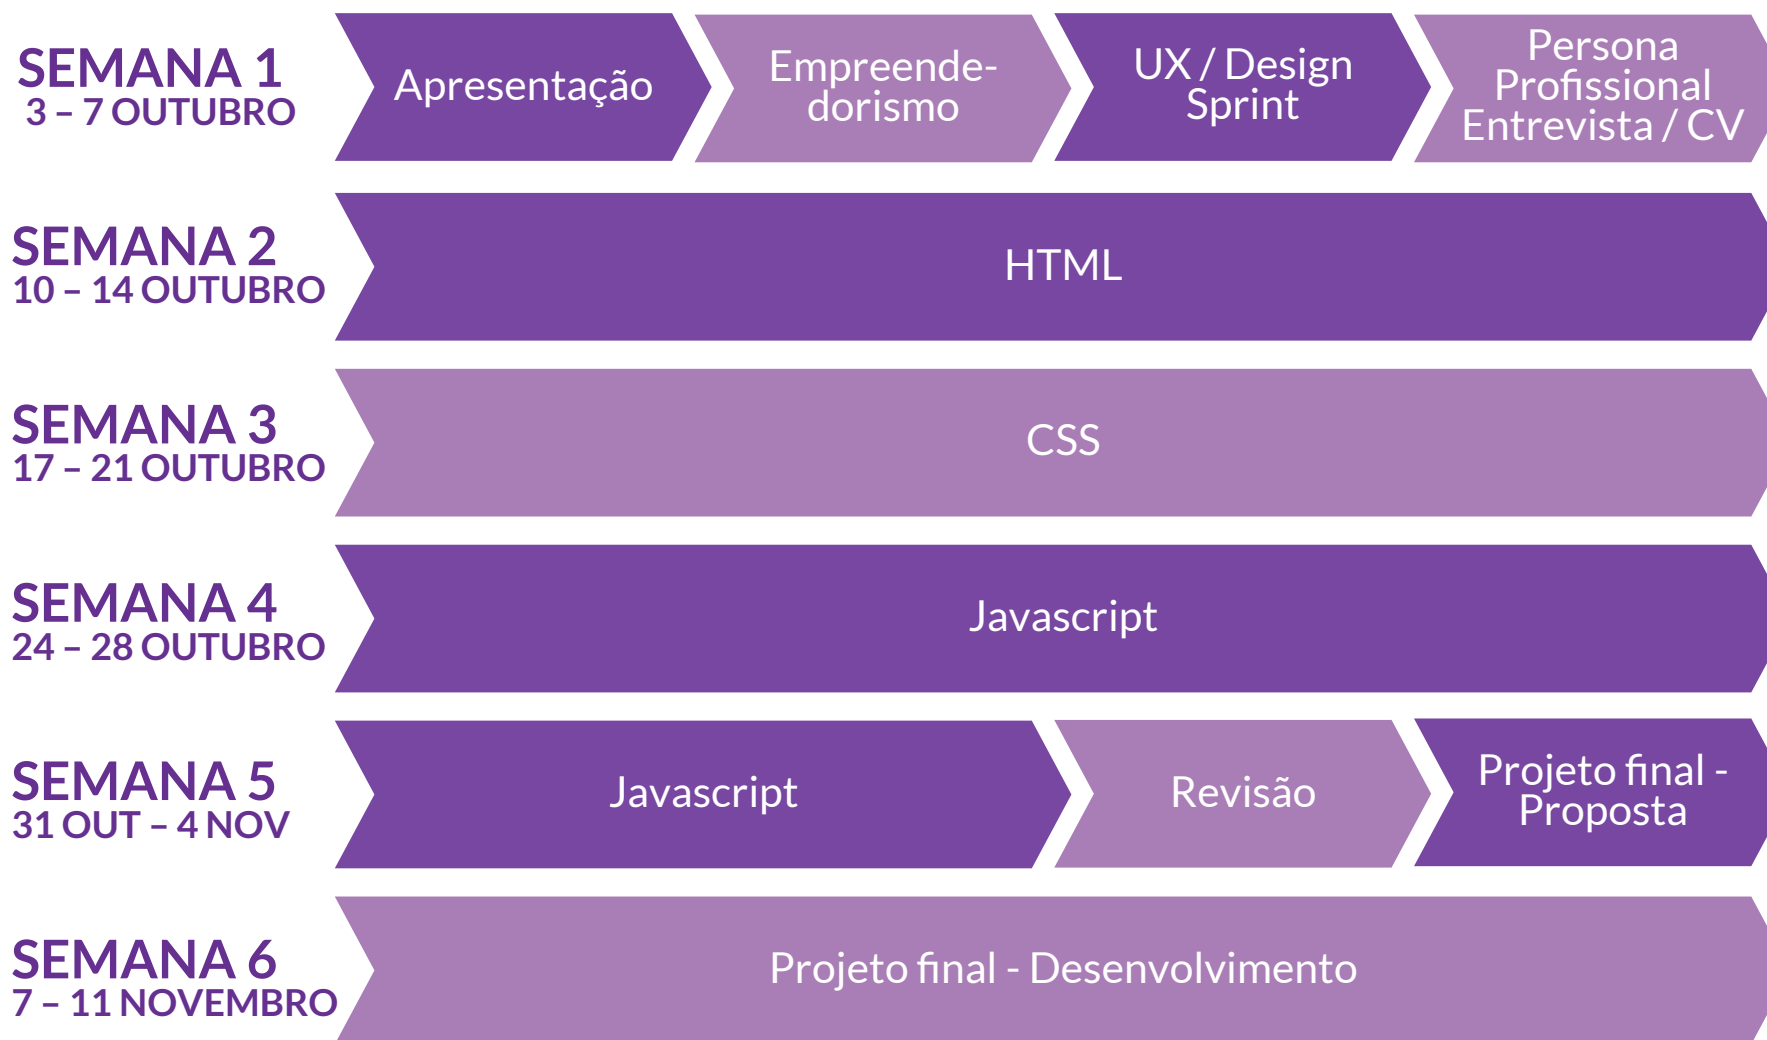 SEMANA 1
3 – 7 OUTUBRO
Apresentação
Empreende-
dorismo
UX / Design
Sprint
Persona
Profissional
Entrevista / CV
SEMANA 2
10 – 14 OUTUBRO
HTML
SEMANA 3
17 – 21 OUTUBRO
CSS
SEMANA 4
24 – 28 OUTUBRO
Javascript
SEMANA 5
31 OUT – 4 NOV
Javascript
Revisão
Projeto final -
Proposta
SEMANA 6
7 – 11 NOVEMBRO
Projeto final - Desenvolvimento